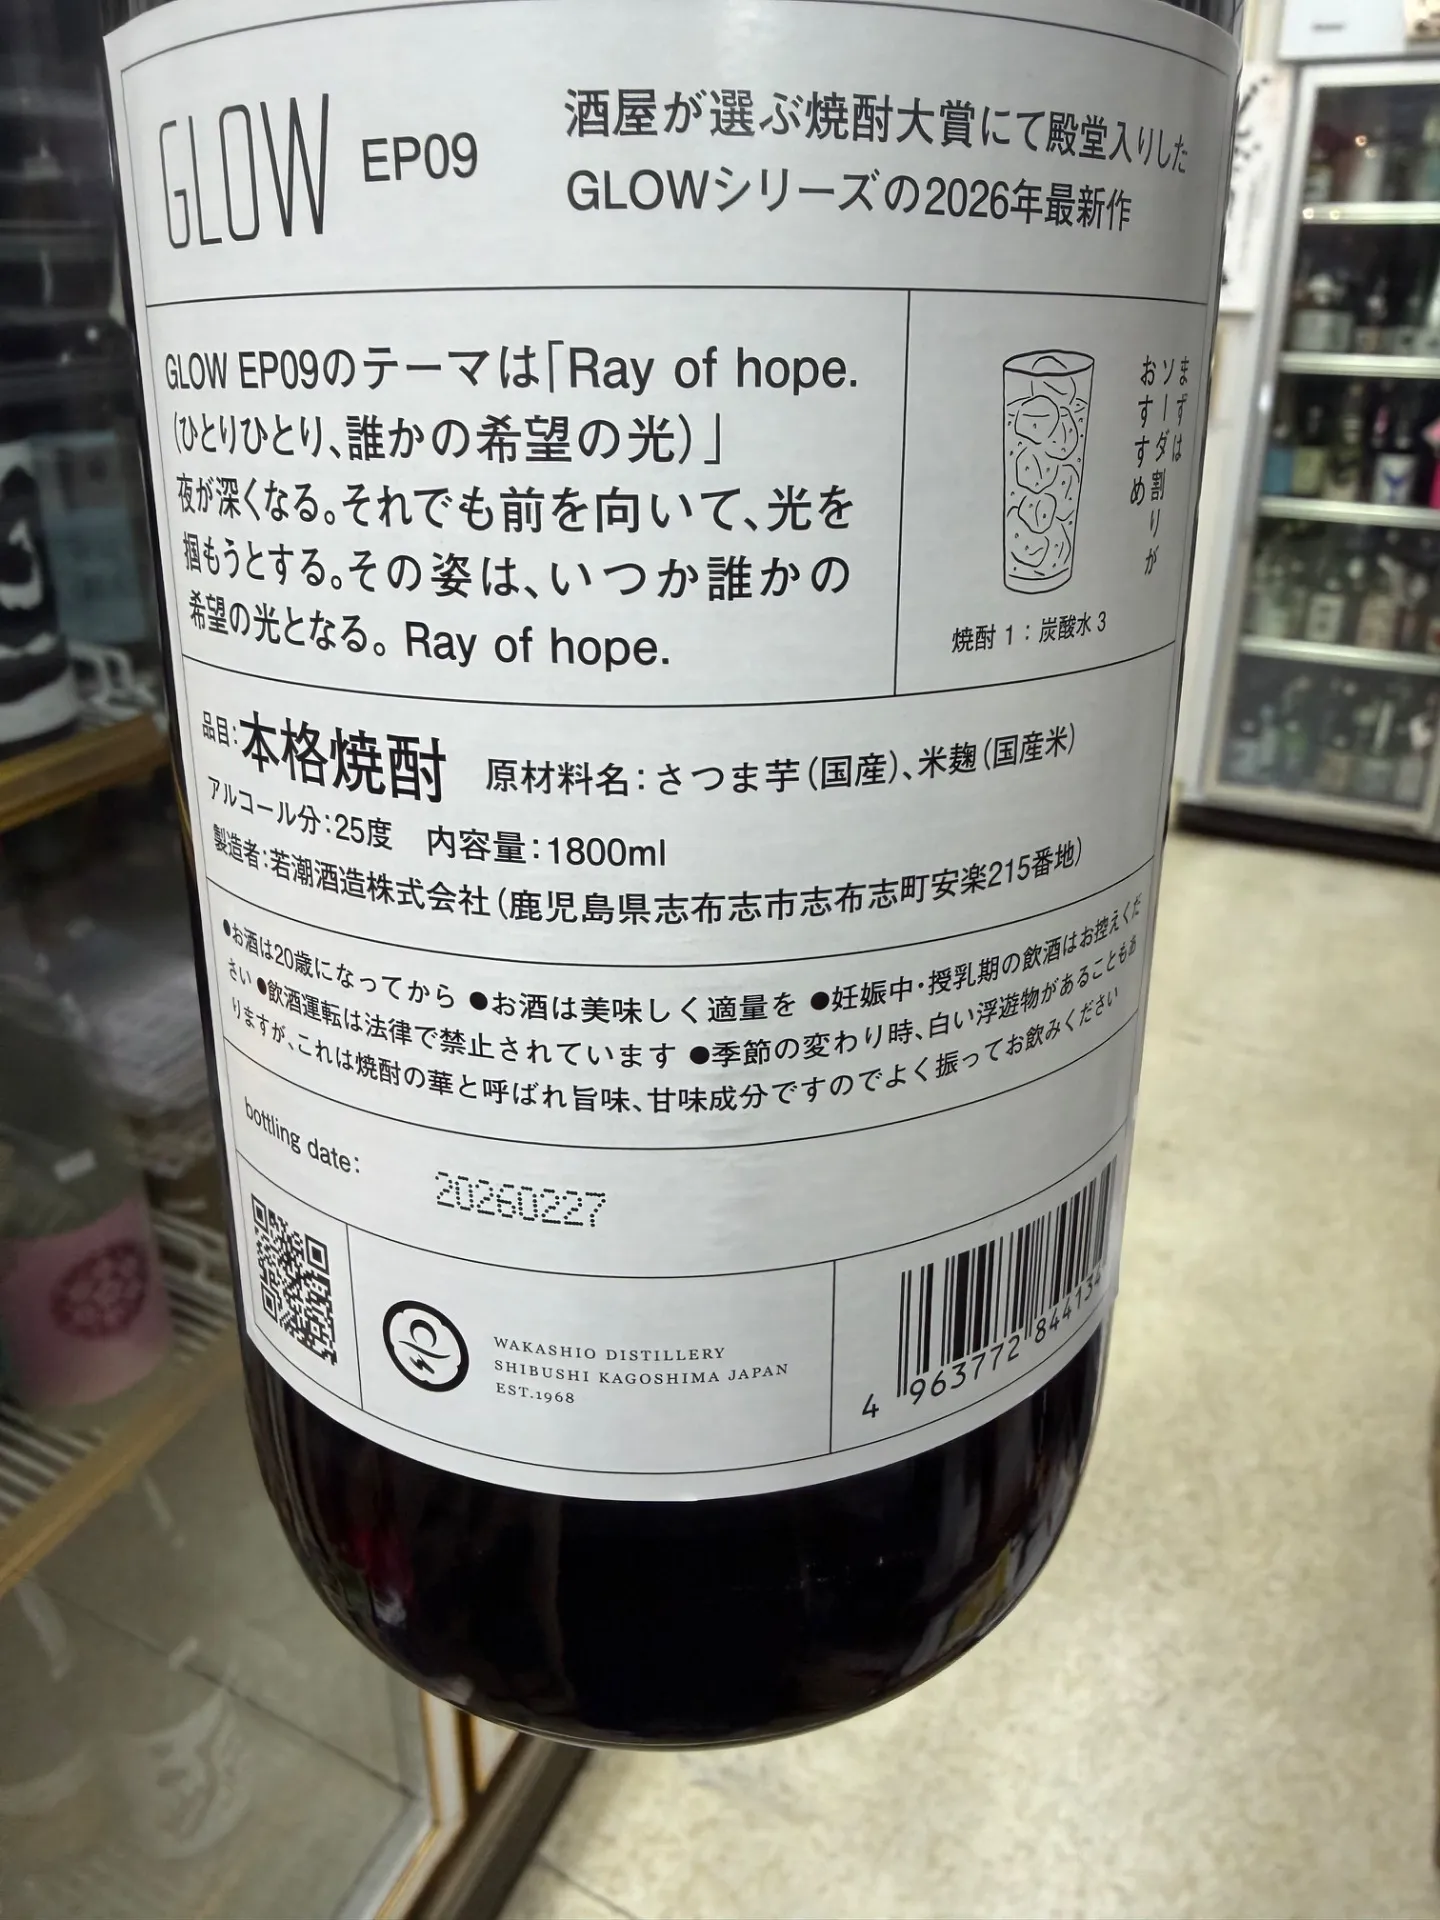 GLOW EP09
酒屋が選ぶ焼酎大賞にて殿堂入りした
GLOWシリーズの2026年最新作
GLOW EP09のテーマは「Ray of hope.
(ひとりひとり、誰かの希望の光)」
夜が深くなる。それでも前を向いて、光を
掴もうとする。その姿は、いつか誰かの
希望の光となる。Ray of hope.
まずは
ソーダ割りが
おすすめ
焼酎 1 : 炭酸水 3
品目:本格焼酎 原材料名:さつま芋(国産)、米麹(国産米)
アルコール分:25度 内容量:1800ml
製造者:若潮酒造株式会社(鹿児島県志布志市志布志町安楽215番地)
●お酒は20歳になってから ●お酒は美味しく適量を ●妊娠中・授乳期の飲酒はお控えくだ
さい ●飲酒運転は法律で禁止されています ●季節の変わり時、白い浮遊物があることもあ
りますが、これは焼酎の華と呼ばれ旨味、甘味成分ですのでよく振ってお飲みください
bottling date:
20260227
WAKASHIO DISTILLERY
SHIBUSHI KAGOSHIMA JAPAN
EST.1968
4 963772 844134